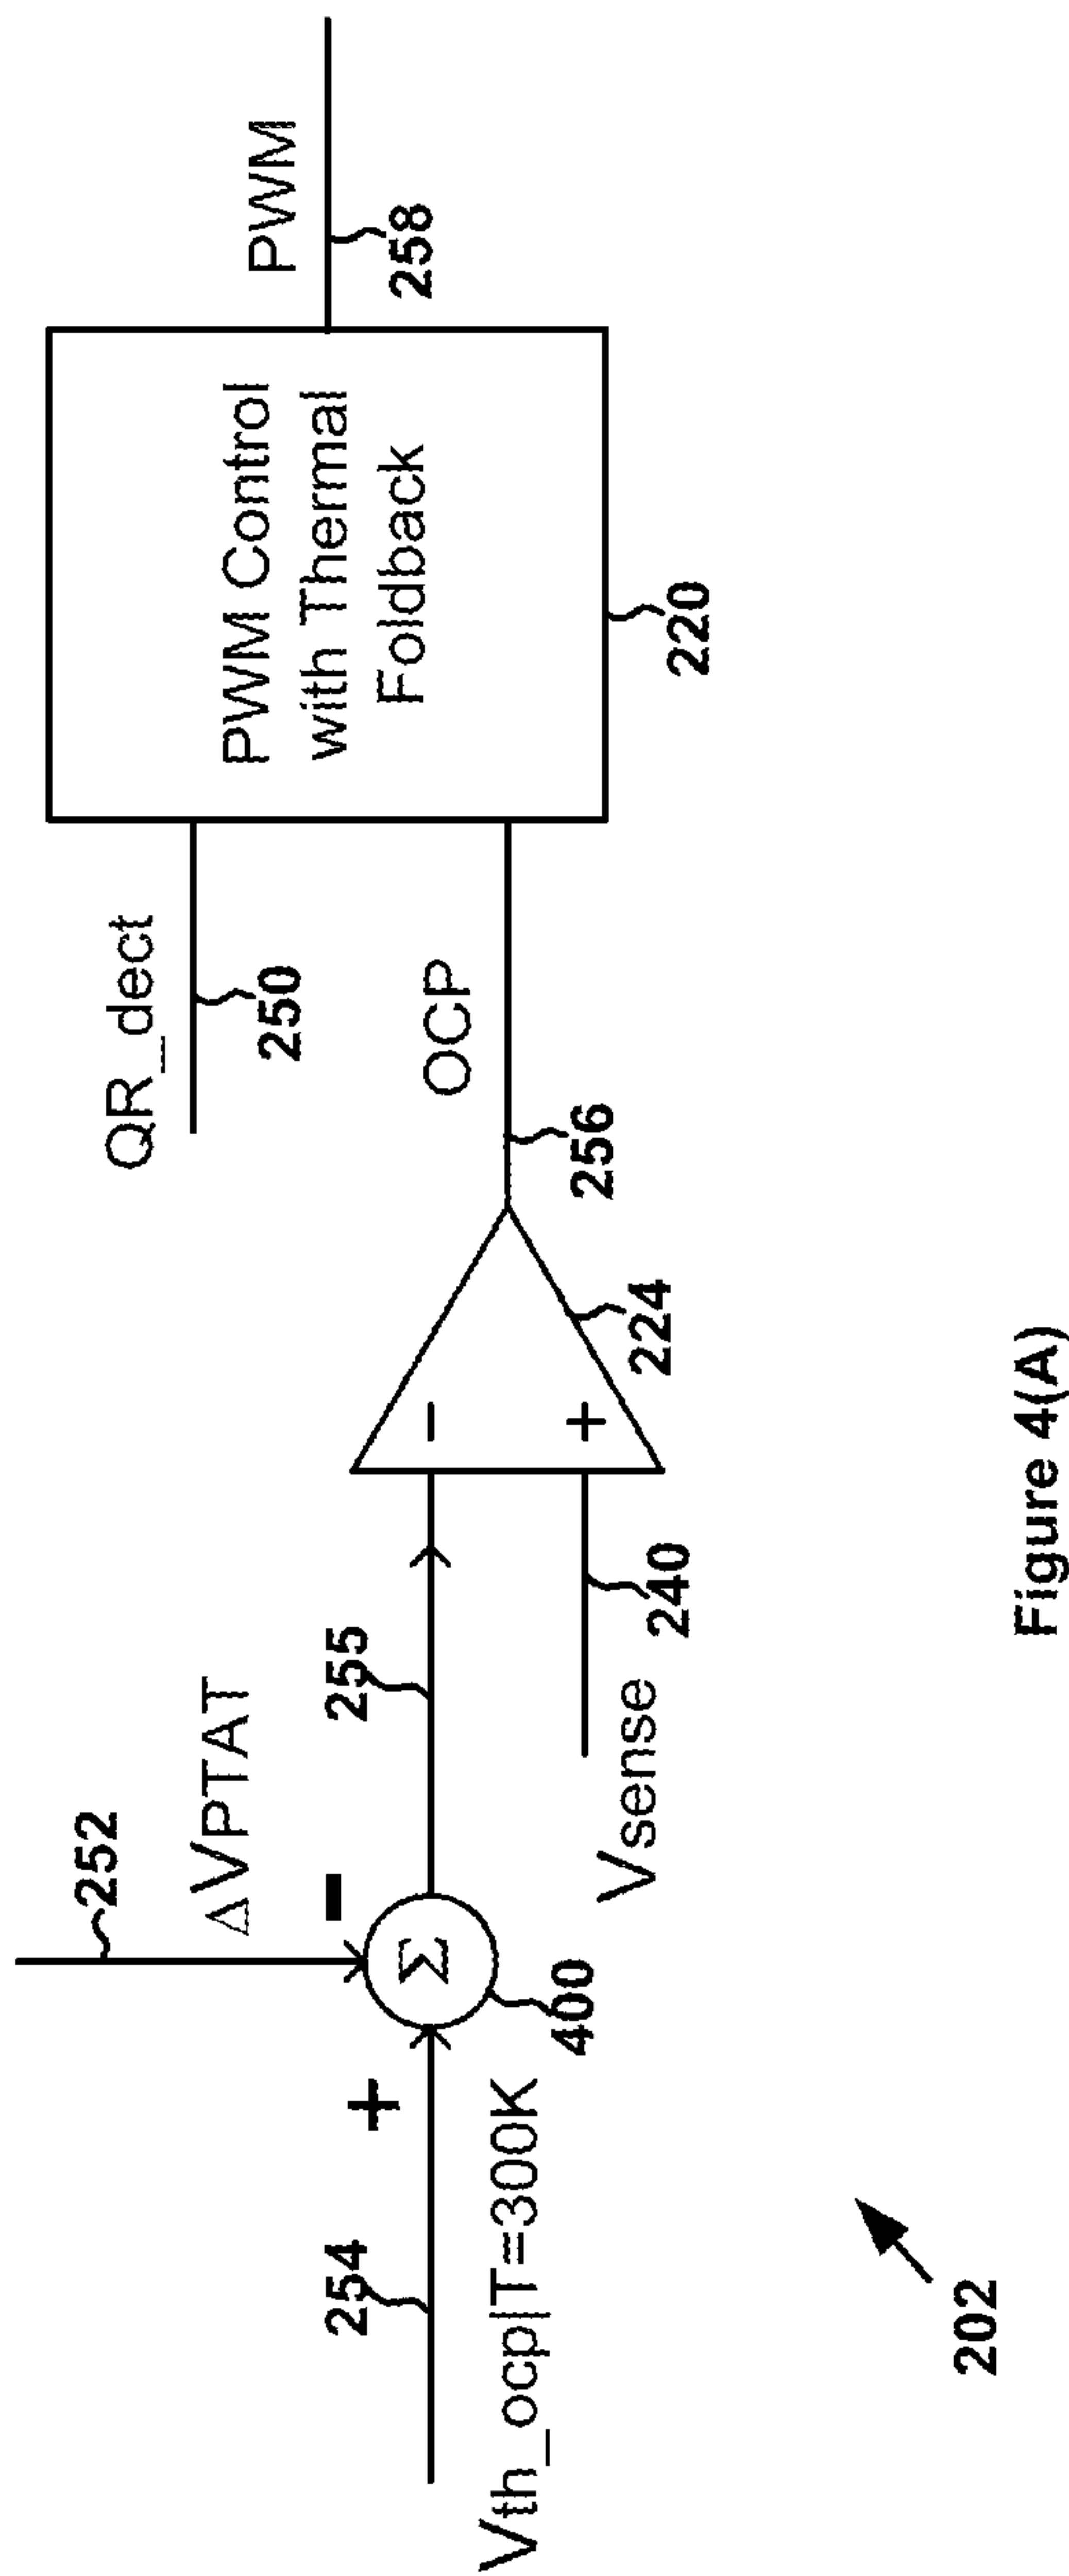 252
ΔVPTAT
QR_dect
250
PWM
258
PWM Control
with Thermal
Foldback
220
254
+
-
255
Σ
400
Vth_ocp|T=300K
-
+
224
OCP
256
Vsense
240
202
Figure 4(A)